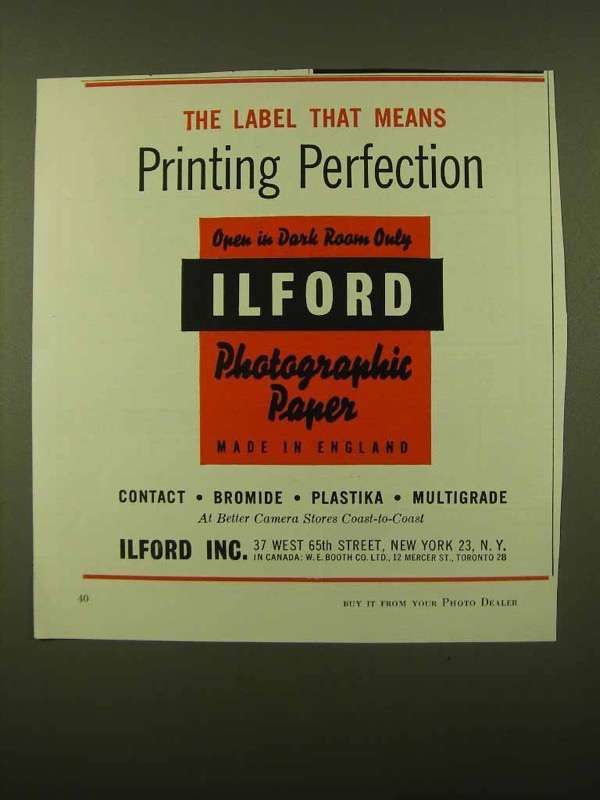 THE LABEL THAT MEANS
Printing Perfection
Open in Dark Room Only
ILFORD
Photographic
Paper
MADE IN ENGLAND
CONTACT • BROMIDE • PLASTIKA • MULTIGRADE
At Better Camera Stores Coast-to-Coast
ILFORD INC. 37 WEST 65th STREET, NEW YORK 23, N. Y.
IN CANADA: W. E. BOOTH CO. LTD., 12 MERCER ST., TORONTO 2B
40
BUY IT FROM YOUR PHOTO DEALER